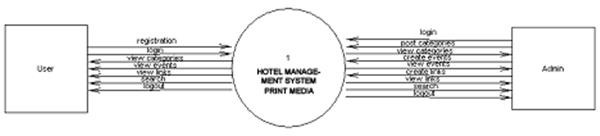 User
registration
login
view categories
view events
view links
search
logout
1
HOTEL MANAGE-
MENT SYSTEM
PRINT MEDIA
login
post categories
view categories
create events
view events
create links
view links
search
logout
Admin